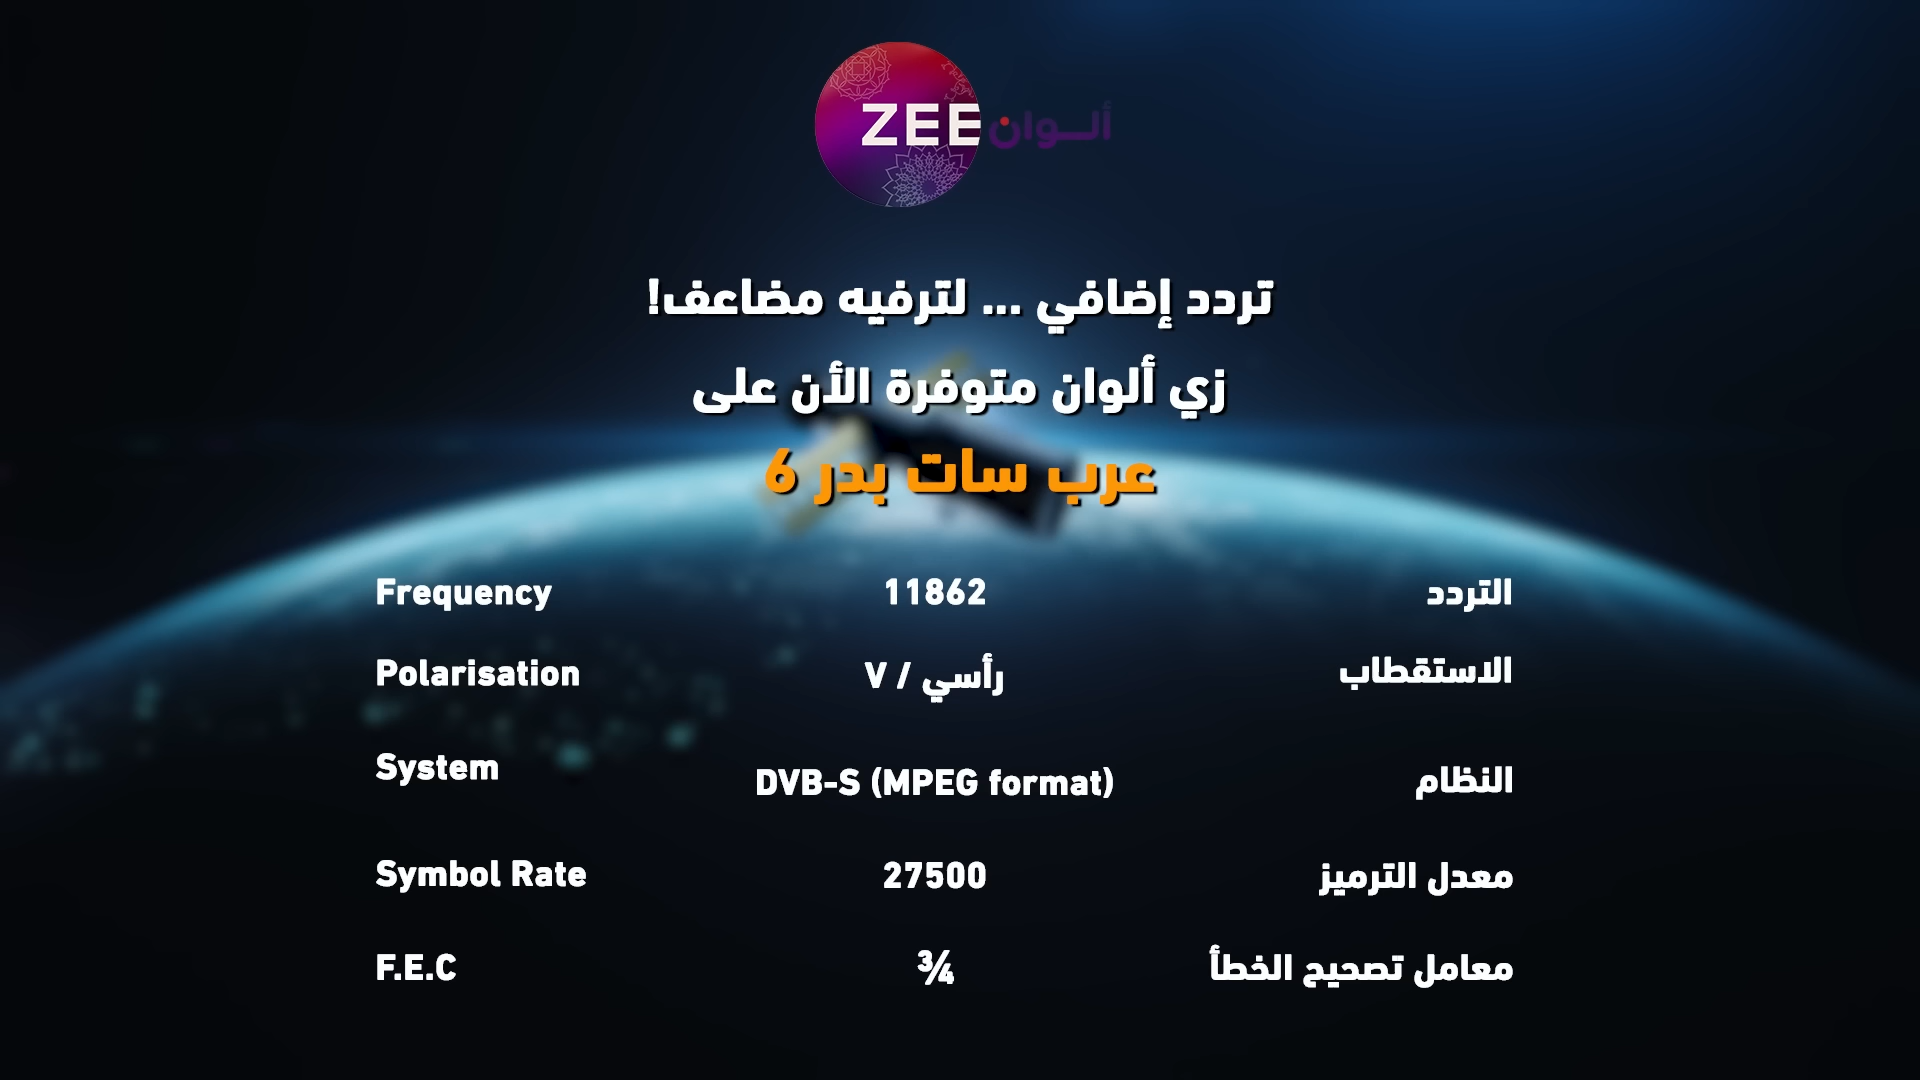 ZEE ألوان
تردد إضافي ... لترفيه مضاعف!
زي ألوان متوفرة الأن على
عرب سات بدر 6
Frequency 11862 التردد
Polarisation رأسي / V الاستقطاب
System DVB-S (MPEG format) النظام
Symbol Rate 27500 معدل الترميز
F.E.C ¾ معامل تصحيح الخطأ